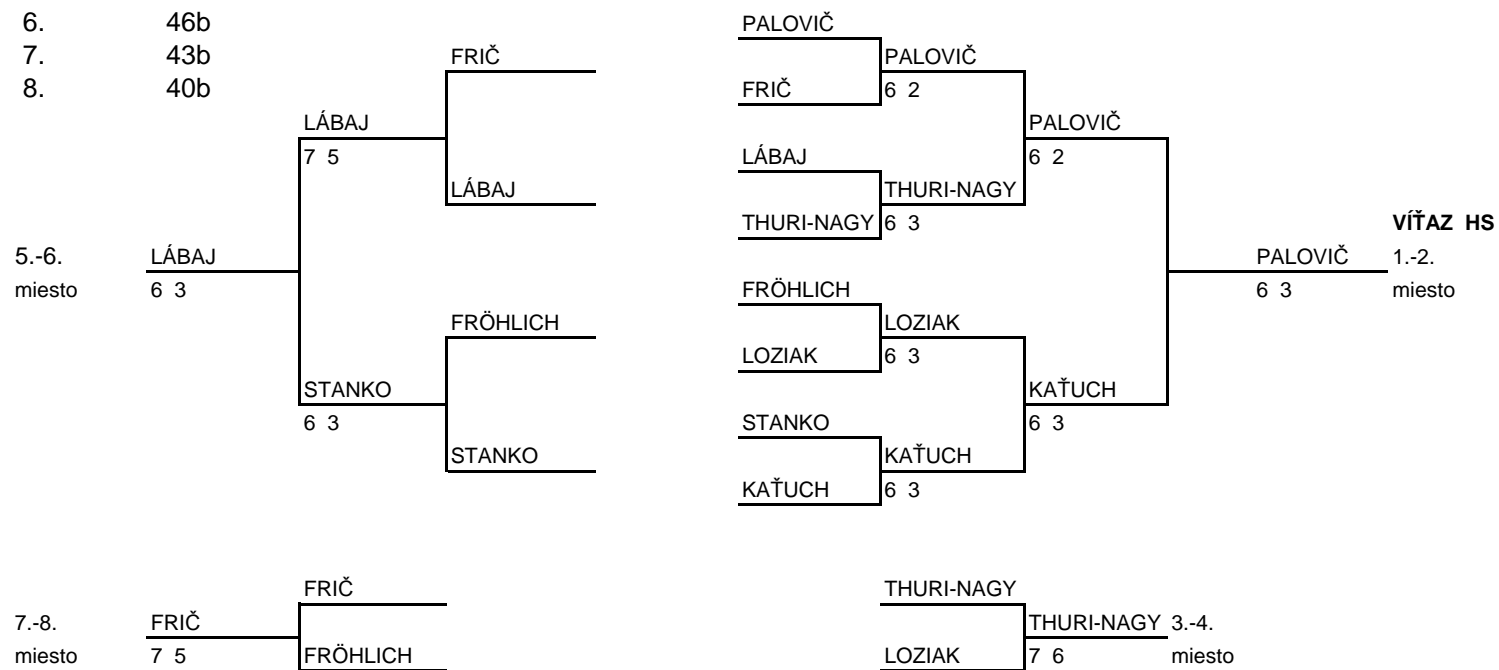 6. 46b PALOVIČ
7. 43b FRIČ PALOVIČ
8. 40b FRIČ 6 2
LÁBAJ PALOVIČ
7 5 LÁBAJ 6 2
LÁBAJ THURI-NAGY
THURI-NAGY 6 3 VÍŤAZ HS
5.-6. LÁBAJ PALOVIČ 1.-2.
miesto 6 3 FRÖHLICH 6 3 miesto
FRÖHLICH LOZIAK
LOZIAK 6 3
STANKO KAŤUCH
6 3 STANKO 6 3
STANKO KAŤUCH
KAŤUCH 6 3
FRIČ THURI-NAGY
7.-8. FRIČ THURI-NAGY 3.-4.
miesto 7 5 FRÖHLICH LOZIAK 7 6 miesto